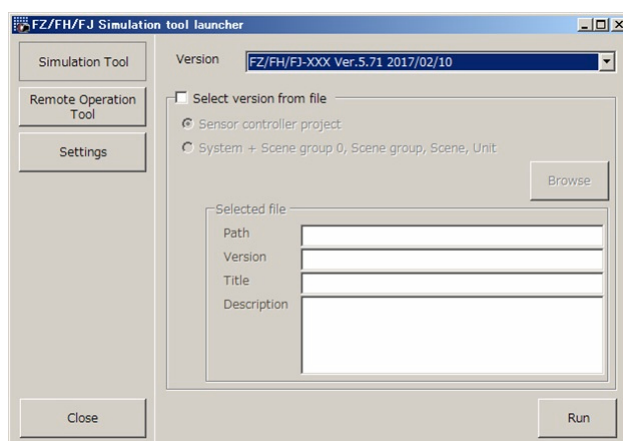 FZ/FH/FJ Simulation tool launcher
Simulation Tool
Version
FZ/FH/FJ-XXX Ver.5.71 2017/02/10
Remote Operation
Tool
Select version from file
Sensor controller project
Settings
System + Scene group 0, Scene group, Scene, Unit
Browse
Selected file
Path
Version
Title
Description
Close
Run